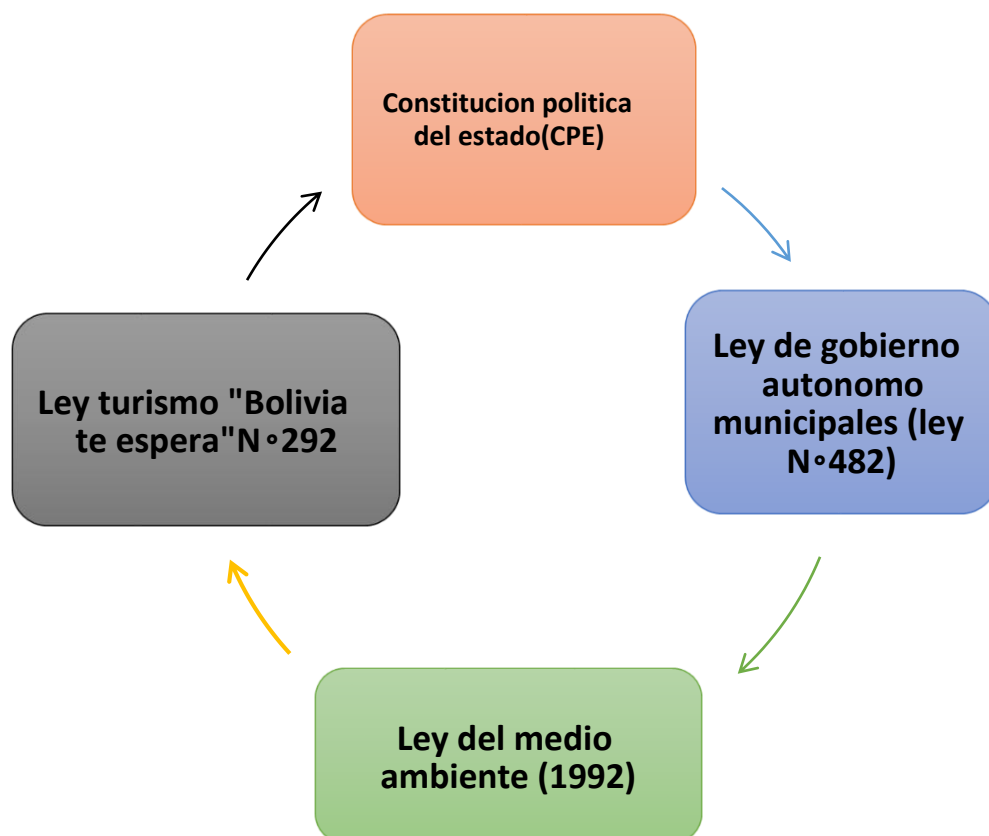 Constitucion politica
del estado(CPE)
Ley de gobierno
autonomo
municipales (ley
N∘482)
Ley del medio
ambiente (1992)
Ley turismo "Bolivia
te espera"N∘292